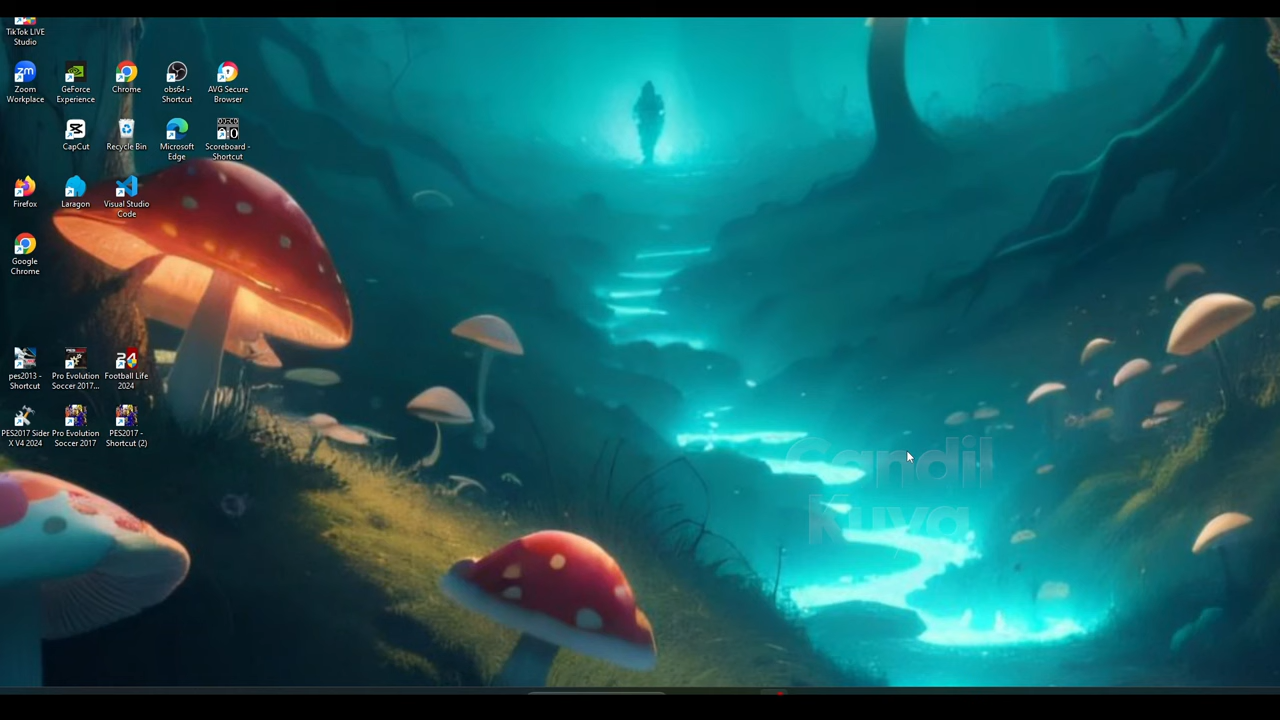 TikTok LIVE
Studio
Zoom
Workplace
GeForce
Experience
Chrome
obs64 -
Shortcut
AVG Secure
Browser
CapCut
Recycle Bin
Microsoft
Edge
Scoreboard -
Shortcut
Firefox
Laragon
Visual Studio
Code
Google
Chrome
pes2013 -
Shortcut
Pro Evolution
Soccer 2017...
Football Life
2024
PES2017 Sider
X V4 2024
Pro Evolution
Soccer 2017
PES2017 -
Shortcut (2)
Candil
Kuya